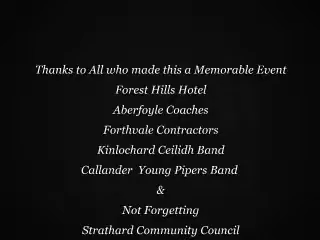 Thanks to All who made this a Memorable Event
Forest Hills Hotel
Aberfoyle Coaches
Forthvale Contractors
Kinlochard Ceilidh Band
Callander Young Pipers Band
&
Not Forgetting
Strathard Community Council